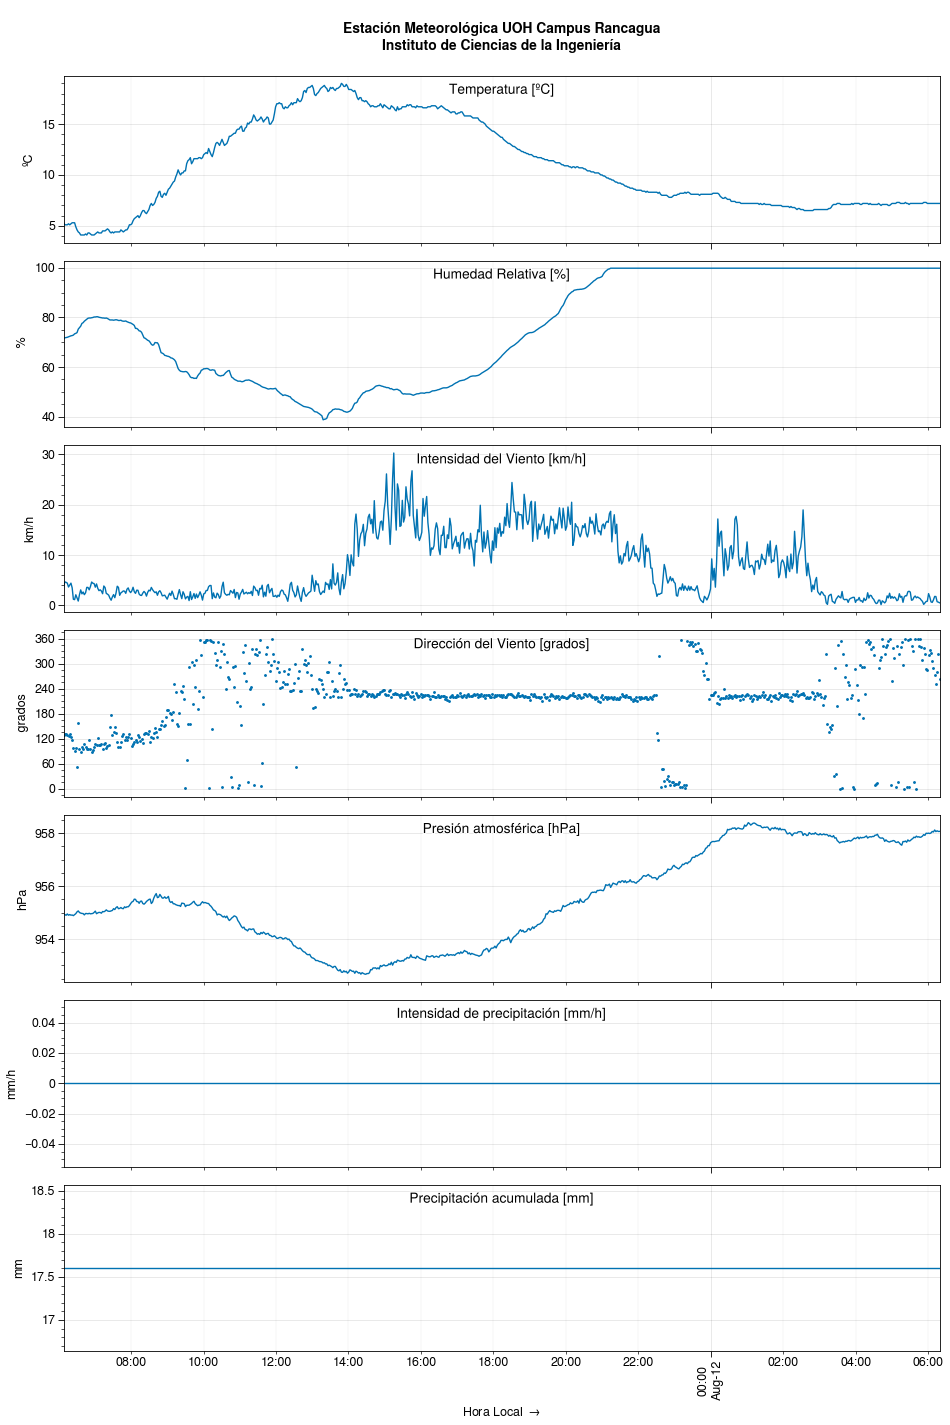 Estación Meteorológica UOH Campus Rancagua
Instituto de Ciencias de la Ingeniería
Temperatura [ºC]
ºC
15
10
5
Humedad Relativa [%]
%
100
80
60
40
Intensidad del Viento [km/h]
km/h
30
20
10
0
Dirección del Viento [grados]
grados
360
300
240
180
120
60
0
Presión atmosférica [hPa]
hPa
958
956
954
Intensidad de precipitación [mm/h]
mm/h
0.04
0.02
0
−0.02
−0.04
Precipitación acumulada [mm]
mm
18.5
18
17.5
17
08:00 10:00 12:00 14:00 16:00 18:00 20:00 22:00 00:00 02:00 04:00 06:00
Aug-12
Hora Local →